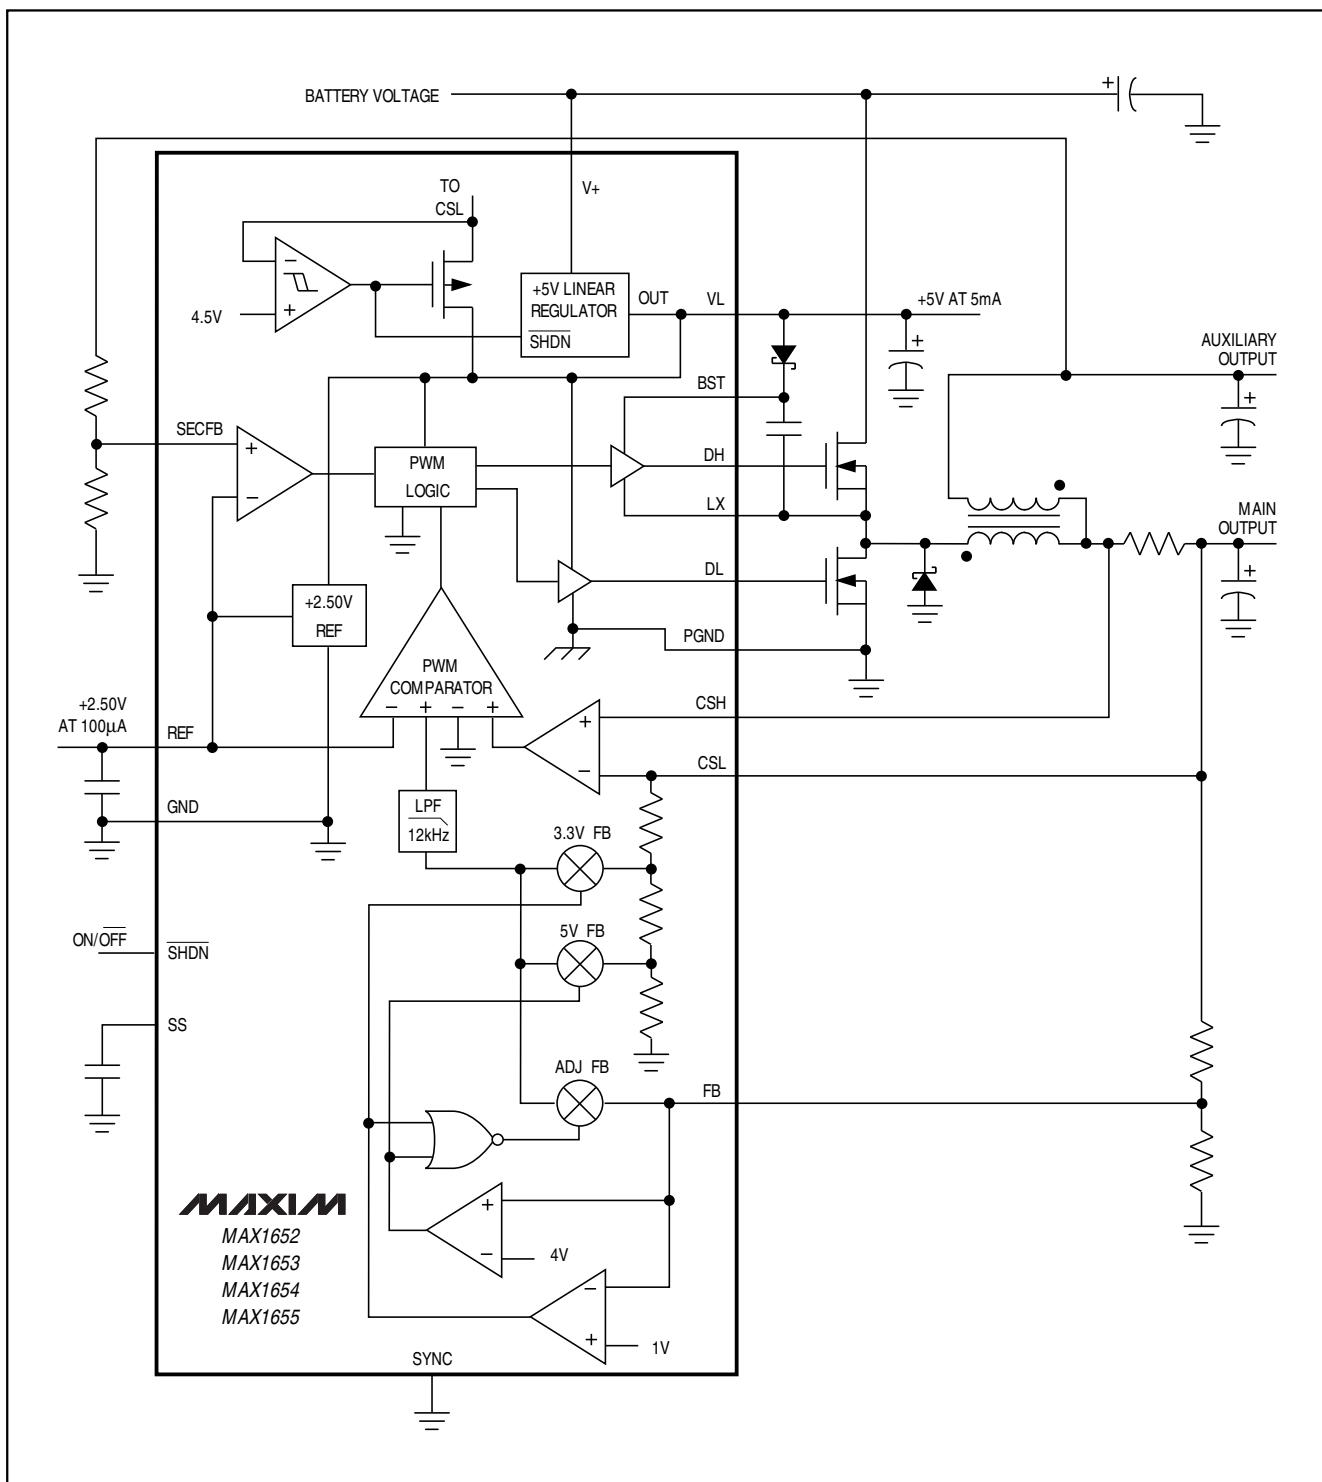 BATTERY VOLTAGE
+
TO
CSL
V+
−
+
4.5V
+5V LINEAR
REGULATOR
SHDN
OUT
VL
+5V AT 5mA
+
AUXILIARY
OUTPUT
+
BST
SECFB
+
−
PWM
LOGIC
DH
LX
MAIN
OUTPUT
+
DL
+2.50V
REF
PGND
PWM
COMPARATOR
− + − +
+2.50V
AT 100µA
REF
CSH
+
−
CSL
GND
LPF
12kHz
3.3V FB
ON/OFF
SHDN
5V FB
SS
ADJ FB
FB
MAXIM
MAX1652
MAX1653
MAX1654
MAX1655
+
−
4V
−
+
1V
SYNC